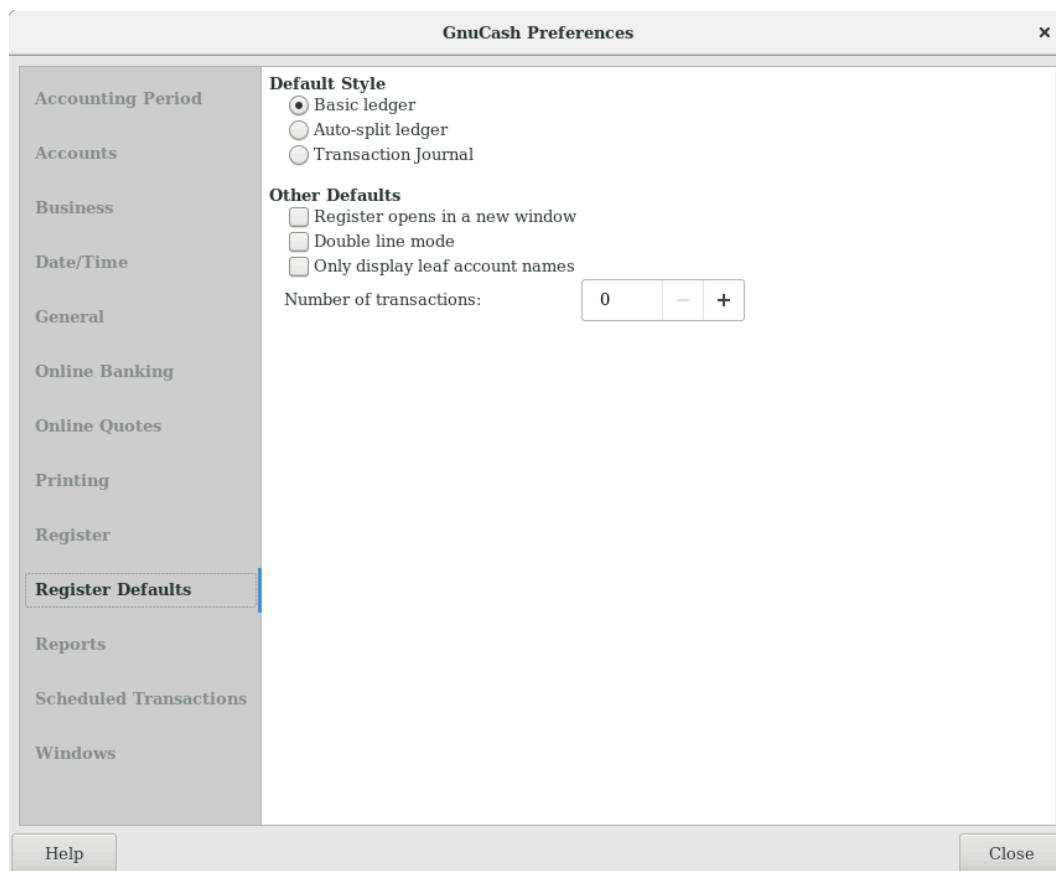 GnuCash Preferences
Accounting Period
Accounts
Business
Date/Time
General
Online Banking
Online Quotes
Printing
Register
Register Defaults
Reports
Scheduled Transactions
Windows
Default Style
Basic ledger
Auto-split ledger
Transaction Journal
Other Defaults
Register opens in a new window
Double line mode
Only display leaf account names
Number of transactions: 0
Help
Close